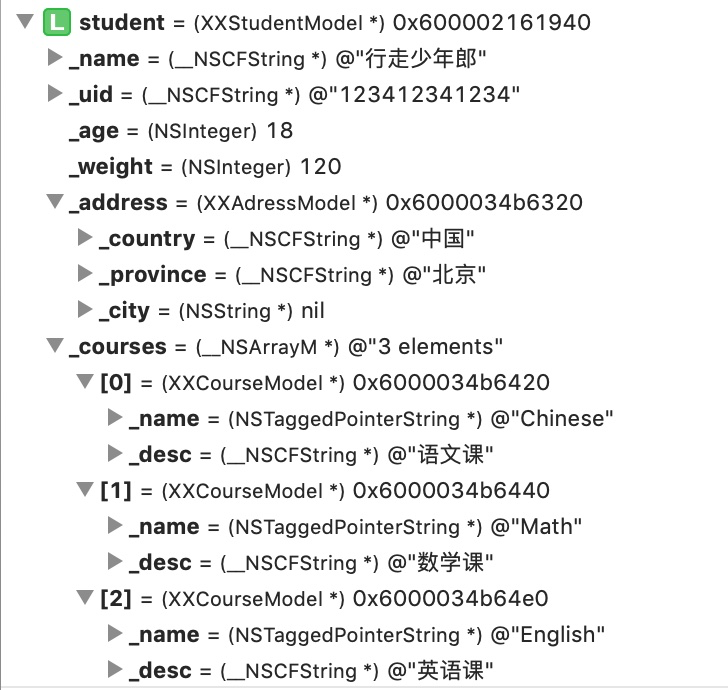 L student = (XXStudentModel *) 0x600002161940
_name = (__NSCFString *) @"行走少年郎"
_uid = (__NSCFString *) @"123412341234"
_age = (NSInteger) 18
_weight = (NSInteger) 120
_address = (XXAdressModel *) 0x6000034b6320
_country = (__NSCFString *) @"中国"
_province = (__NSCFString *) @"北京"
_city = (NSString *) nil
_courses = (__NSArrayM *) @"3 elements"
[0] = (XXCourseModel *) 0x6000034b6420
_name = (NSTaggedPointerString *) @"Chinese"
_desc = (__NSCFString *) @"语文课"
[1] = (XXCourseModel *) 0x6000034b6440
_name = (NSTaggedPointerString *) @"Math"
_desc = (__NSCFString *) @"数学课"
[2] = (XXCourseModel *) 0x6000034b64e0
_name = (NSTaggedPointerString *) @"English"
_desc = (__NSCFString *) @"英语课"